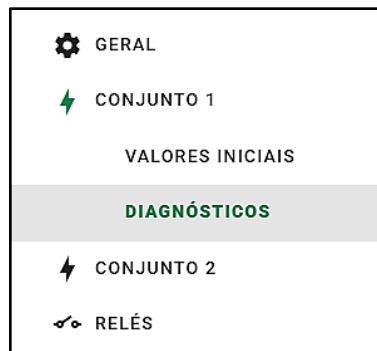 GERAL
CONJUNTO 1
VALORES INICIAIS
DIAGNÓSTICOS
CONJUNTO 2
RELÉS